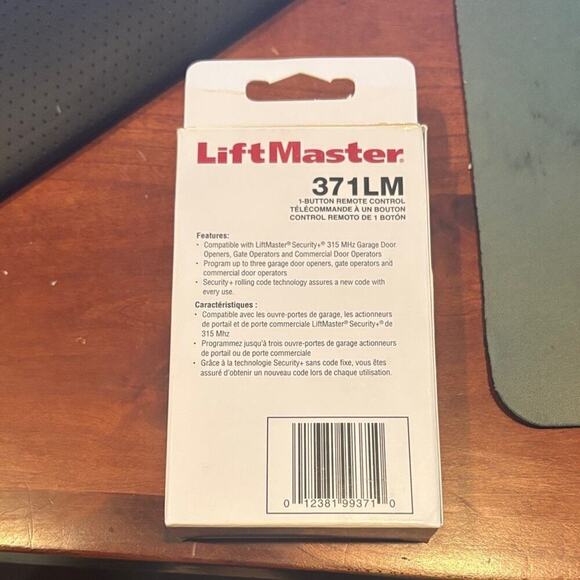 LiftMaster®
371LM
1-BUTTON REMOTE CONTROL
TÉLÉCOMMANDE À UN BOUTON
CONTROL REMOTO DE 1 BOTÓN
Features:
• Compatible with LiftMaster® Security+® 315 MHz Garage Door
Openers, Gate Operators and Commercial Door Operators
• Program up to three garage door openers, gate operators and
commercial door operators
• Security+ rolling code technology assures a new code with
every use.
Caractéristiques :
• Compatible avec les ouvre-portes de garage, les actionneurs
de portail et de porte commerciale LiftMaster® Security+® de
315 Mhz
• Programmez jusqu'à trois ouvre-portes de garage actionneurs
de portail ou de porte commerciale
• Grâce à la technologie Security+ sans code fixe, vous êtes
assuré d'obtenir un nouveau code lors de chaque utilisation.
0 12381 99371 0